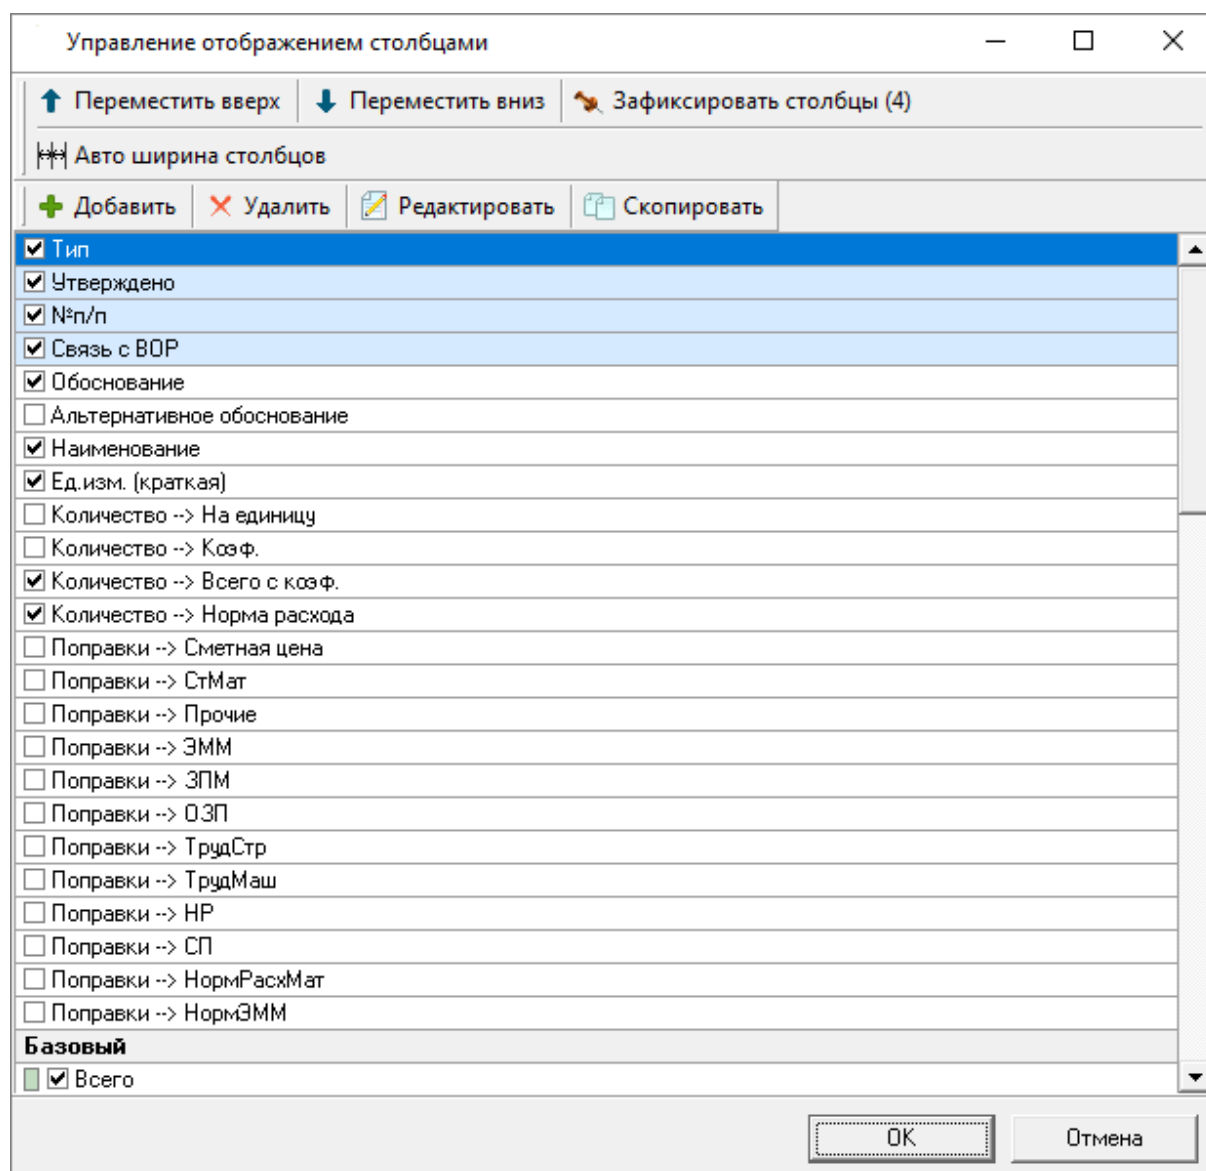 Управление отображением столбцами
Переместить вверх Переместить вниз Зафиксировать столбцы (4)
Авто ширина столбцов
Добавить Удалить Редактировать Скопировать
Тип
Утверждено
№п/п
Связь с ВОР
Обоснование
Альтернативное обоснование
Наименование
Ед.изм. (краткая)
Количество --> На единицу
Количество --> Коэф.
Количество --> Всего с коэф.
Количество --> Норма расхода
Поправки --> Сметная цена
Поправки --> СтМат
Поправки --> Прочие
Поправки --> ЭММ
Поправки --> ЗПМ
Поправки --> ОЗП
Поправки --> ТрудСтр
Поправки --> ТрудМаш
Поправки --> НР
Поправки --> СП
Поправки --> НормРасхМат
Поправки --> НормЭММ
Базовый
Всего
ОК Отмена